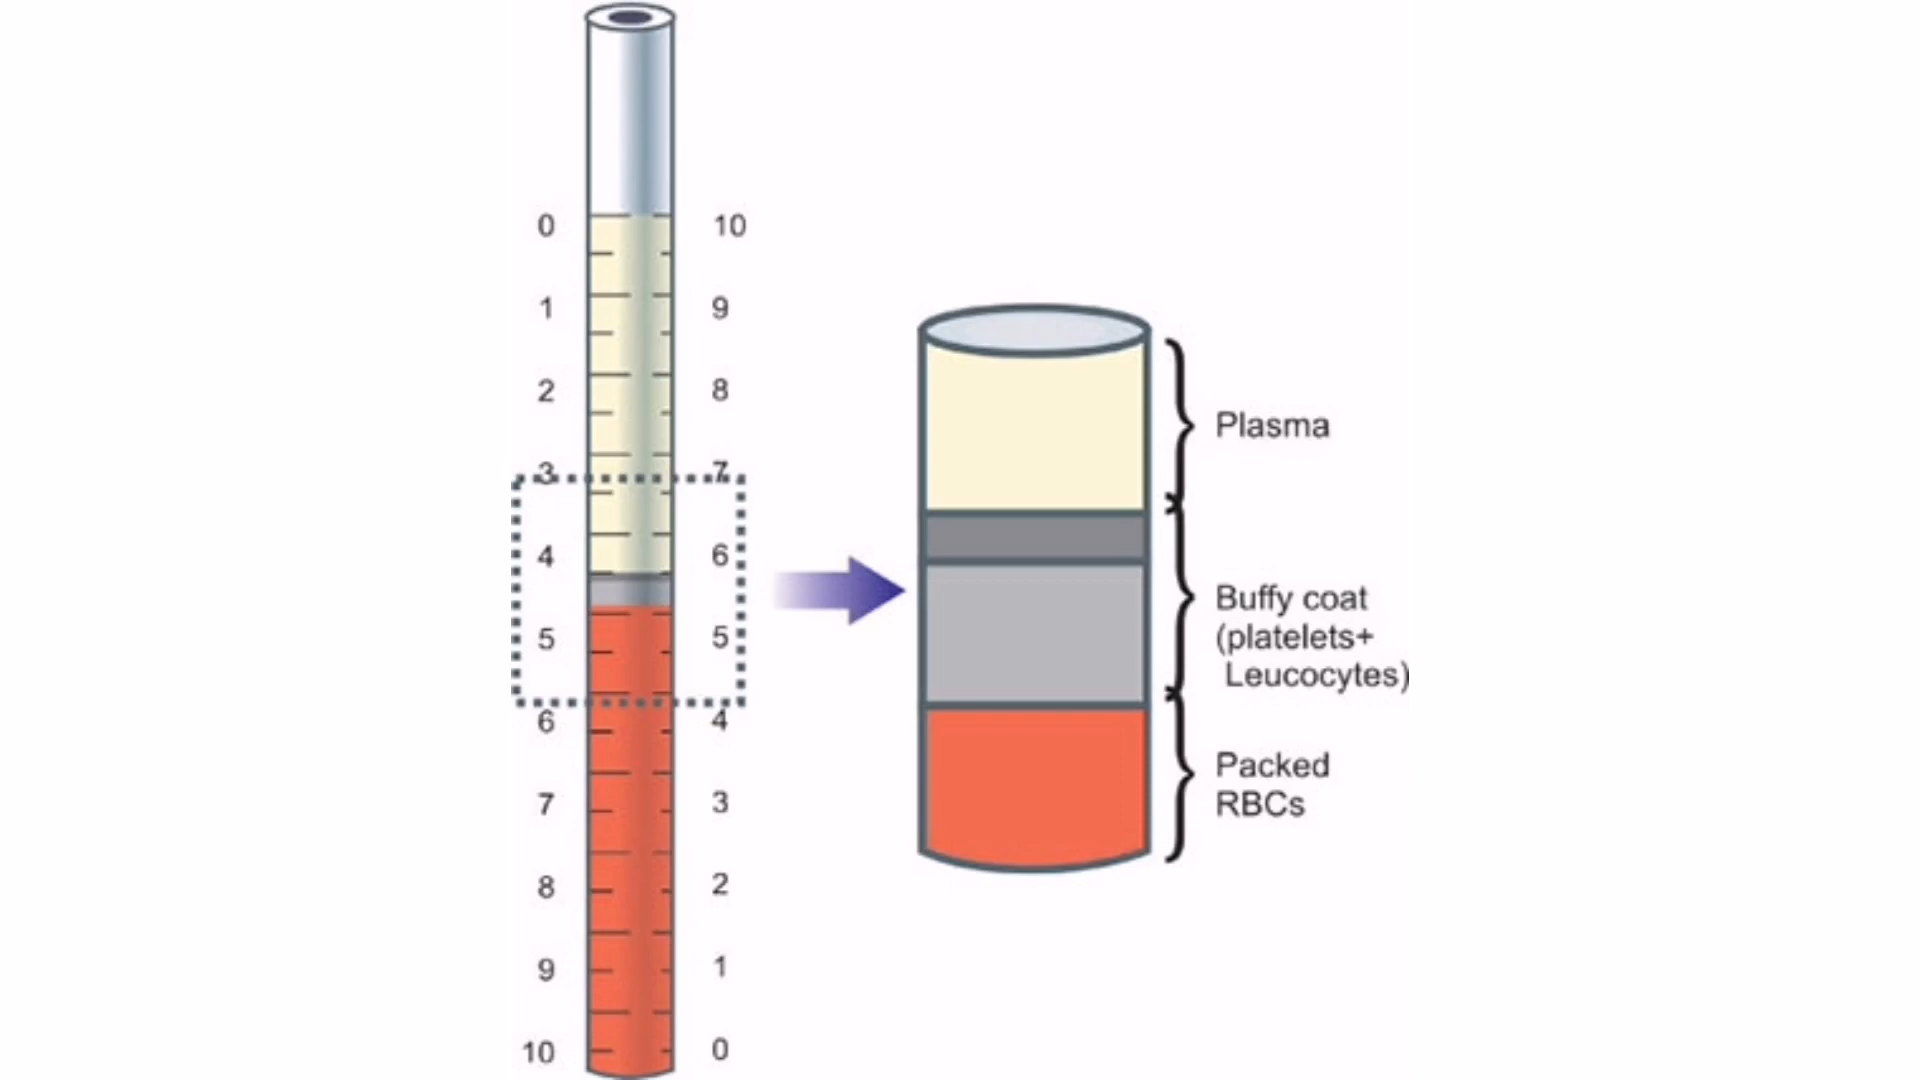 0 10
1 9
2 8
3 7
4 6
5 5
6 4
7 3
8 2
9 1
10 0
Plasma
Buffy coat
(platelets+
Leucocytes)
Packed
RBCs